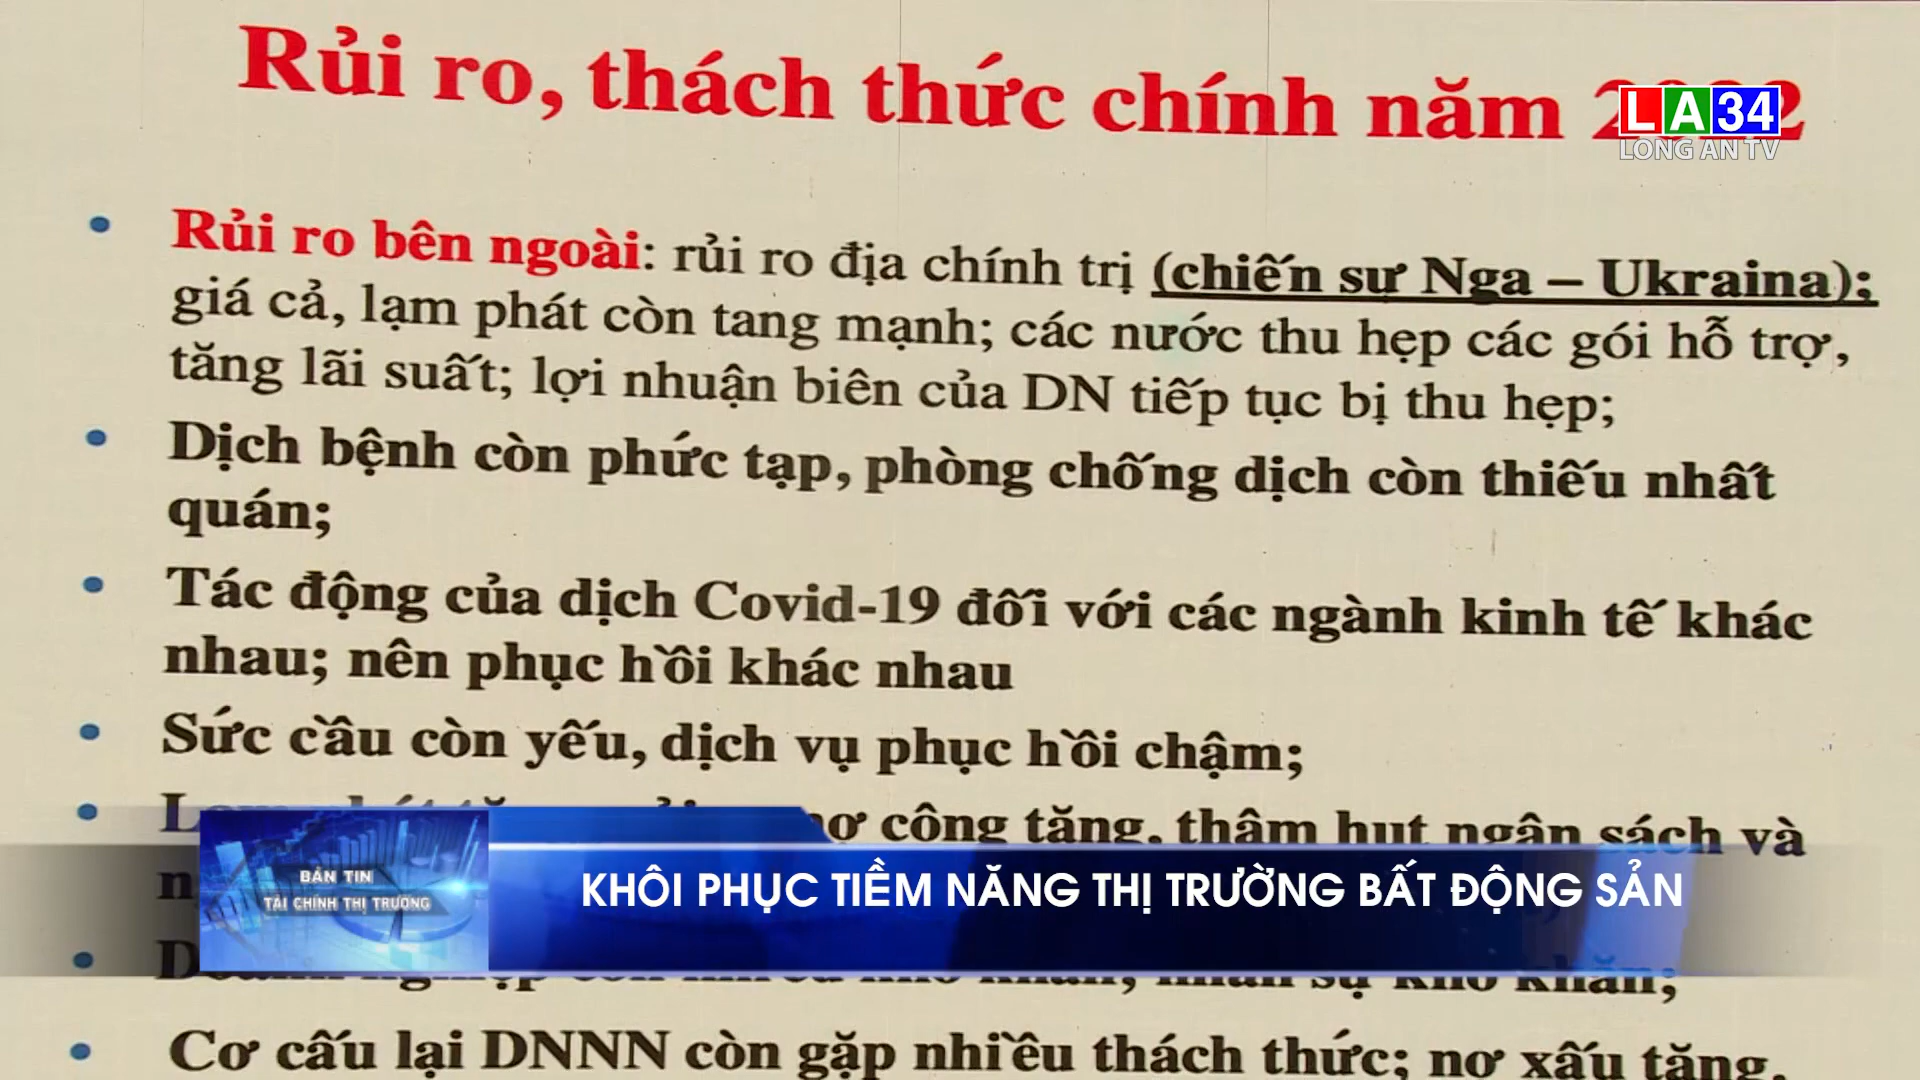 Rủi ro, thách thức chính năm
LA34
LONG AN TV
• Rủi ro bên ngoài: rủi ro địa chính trị (chiến sự Nga – Ukraina);
giá cả, lạm phát còn tang mạnh; các nước thu hẹp các gói hỗ trợ,
tăng lãi suất; lợi nhuận biên của DN tiếp tục bị thu hẹp;
• Dịch bệnh còn phức tạp, phòng chống dịch còn thiếu nhất
quán;
• Tác động của dịch Covid-19 đối với các ngành kinh tế khác
nhau; nên phục hồi khác nhau
• Sức cầu còn yếu, dịch vụ phục hồi chậm;
• nợ công tăng, thâm hụt ngân sách và
BẢN TIN
TÀI CHÍNH THỊ TRƯỜNG
KHÔI PHỤC TIỀM NĂNG THỊ TRƯỜNG BẤT ĐỘNG SẢN
• khó khăn;
• Cơ cấu lại DNNN còn gặp nhiều thách thức; nợ xấu tăng,